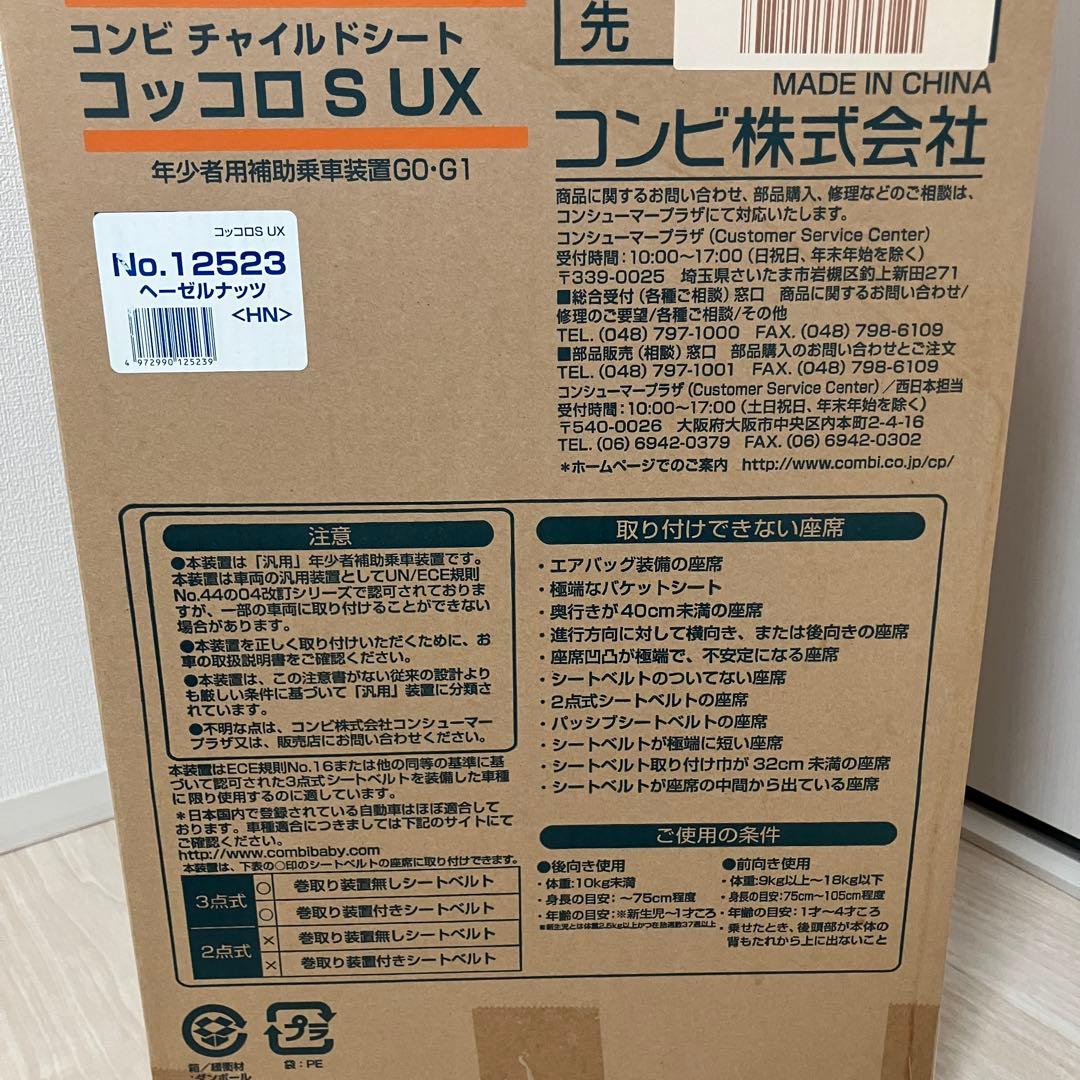 コンビ チャイルドシート
コッコロ S UX
年少者用補助乗車装置G0・G1
コッコロS UX
No.12523
ヘーゼルナッツ
<HN>
4 972990 125239
先
MADE IN CHINA
コンビ株式会社
商品に関するお問い合わせ、部品購入、修理などのご相談は、
コンシューマープラザにて対応いたします。
コンシューマープラザ(Customer Service Center)
受付時間:10:00〜17:00(日祝日、年末年始を除く)
〒339-0025 埼玉県さいたま市岩槻区釣上新田271
■総合受付(各種ご相談)窓口 商品に関するお問い合わせ/
修理のご要望/各種ご相談/その他
TEL.(048)797-1000 FAX.(048)798-6109
■部品販売(相談)窓口 部品購入のお問い合わせとご注文
TEL.(048)797-1001 FAX.(048)798-6109
コンシューマープラザ(Customer Service Center)/西日本担当
受付時間:10:00〜17:00(土日祝日、年末年始を除く)
〒540-0026 大阪府大阪市中央区内本町2-4-16
TEL.(06)6942-0379 FAX.(06)6942-0302
*ホームページでのご案内 http://www.combi.co.jp/cp/
注意
●本装置は「汎用」年少者補助乗車装置です。
本装置は車両の汎用装置としてUN/ECE規則
No.44の04改訂シリーズで認可されておりま
すが、一部の車両に取り付けることができない
場合があります。
●本装置を正しく取り付けいただくために、お
車の取扱説明書をご確認ください。
●本装置は、この注意書がない従来の設計より
も厳しい条件に基づいて「汎用」装置に分類さ
れています。
●不明な点は、コンビ株式会社コンシューマー
プラザ又は、販売店にお問い合わせください。
本装置はECE規則No.16または他の同等の基準に基
づいて認可された3点式シートベルトを装備した車種
に限り使用するのに適しています。
*日本国内で登録されている自動車はほぼ適合して
おります。車種適合につきましては下記のサイトにて
ご確認ください。
http://www.combibaby.com
本装置は、下表の○印のシートベルトの座席に取り付けできます。
3点式 ○ 巻取り装置無しシートベルト
○ 巻取り装置付きシートベルト
2点式 × 巻取り装置無しシートベルト
× 巻取り装置付きシートベルト
取り付けできない座席
・エアバッグ装備の座席
・極端なバケットシート
・奥行きが40cm未満の座席
・進行方向に対して横向き、または後向きの座席
・座席凹凸が極端で、不安定になる座席
・シートベルトのついてない座席
・2点式シートベルトの座席
・パッシブシートベルトの座席
・シートベルトが極端に短い座席
・シートベルト取り付け巾が32cm未満の座席
・シートベルトが座席の中間から出ている座席
ご使用の条件
●後向き使用
・体重:10kg未満
・身長の目安:〜75cm程度
・年齢の目安:※新生児〜1才ころ
※新生児とは体重2.5kg以上かつ在胎週数37週以上
●前向き使用
・体重:9kg以上〜18kg以下
・身長の目安:75cm〜105cm程度
・年齢の目安:1才〜4才ころ
・乗せたとき、後頭部が本体の
背もたれから上に出ないこと
プラ
箱/緩衝材
:ダンボール
袋:PE